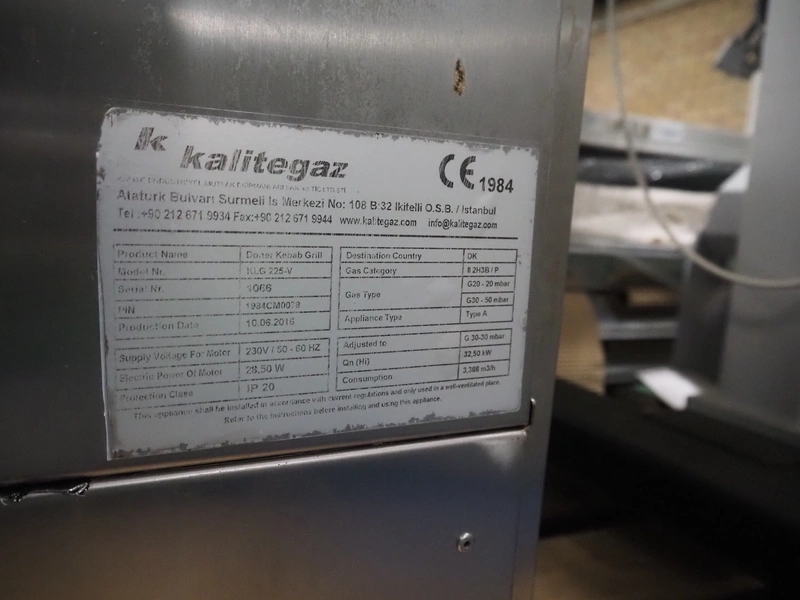 k kalitegaz
CE 1984
Ataturk Bulvarı Surmeli Is Merkezi No: 108 B:32 Ikitelli O.S.B. / Istanbul
Tel :+90 212 671 9934 Fax:+90 212 671 9944 www.kalitegaz.com info@kalitegaz.com
Product Name Doner Kebab Grill
Model Nr. KLG 225-V
Serial Nr. 1066
PIN 1984CM0079
Production Date 10.06.2016
Supply Voltage For Motor 230V / 50 - 60 HZ
Electric Power Of Motor 28,50 W
Protection Class IP 20
Destination Country DK
Gas Category II 2H3B / P
Gas Type G20 - 20 mbar
G30 - 50 mbar
Appliance Type Type A
Adjusted to G 30-30 mbar
Qn (Hi) 32,50 kW
Consumption 3,388 m3/h
This appliance shall be installed in accordance with current regulations and only used in a well-ventilated place.
Refer to the instructions before installing and using this appliance.